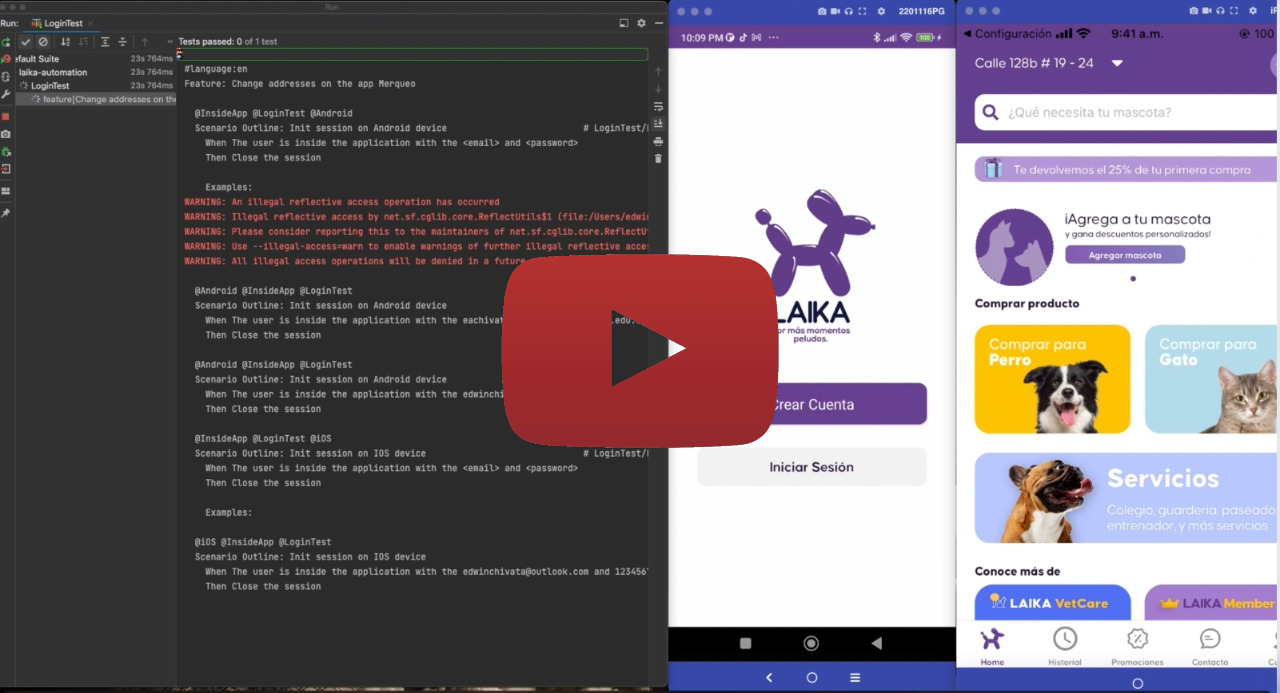 Run
Run:
LoginTest
Tests passed: 0 of 1 test
efault Suite 23s 764ms
laika-automation 23s 764ms
LoginTest 23s 764ms
feature[Change addresses on the
#language:en
Feature: Change addresses on the app Merqueo
@InsideApp @LoginTest @Android
Scenario Outline: Init session on Android device # LoginTest/
When The user is inside the application with the <email> and <password>
Then Close the session
Examples:
WARNING: An illegal reflective access operation has occurred
WARNING: Illegal reflective access by net.sf.cglib.core.ReflectUtils$1 (file:/Users/edwi
WARNING: Please consider reporting this to the maintainers of net.sf.cglib.core.ReflectU
WARNING: Use --illegal-access=warn to enable warnings of further illegal reflective acce
WARNING: All illegal access operations will be denied in a future
@Android @InsideApp @LoginTest
Scenario Outline: Init session on Android device
When The user is inside the application with the eachivat .edu.
Then Close the session
@Android @InsideApp @LoginTest
Scenario Outline: Init session on Android device
When The user is inside the application with the edwinchi
Then Close the session
@InsideApp @LoginTest @iOS
Scenario Outline: Init session on IOS device # LoginTest/
When The user is inside the application with the <email> and <password>
Then Close the session
Examples:
@iOS @InsideApp @LoginTest
Scenario Outline: Init session on IOS device
When The user is inside the application with the edwinchivata@outlook.com and 123456
Then Close the session
2201116PG
10:09 PM
100
LAIKA
or más momentos
peludos.
Crear Cuenta
Iniciar Sesión
Configuración
9:41 a.m.
100
Calle 128b # 19 - 24
¿Qué necesita tu mascota?
Te devolvemos el 25% de tu primera compra
¡Agrega a tu mascota
y gana descuentos personalizados!
Agregar mascota
Comprar producto
Comprar para
Perro
Comprar para
Gato
Servicios
Colegio, guardería, paseado
entrenador, y más servicios
Conoce más de
LAIKA VetCare
LAIKA Member
Home
Historial
Promociones
Contacto